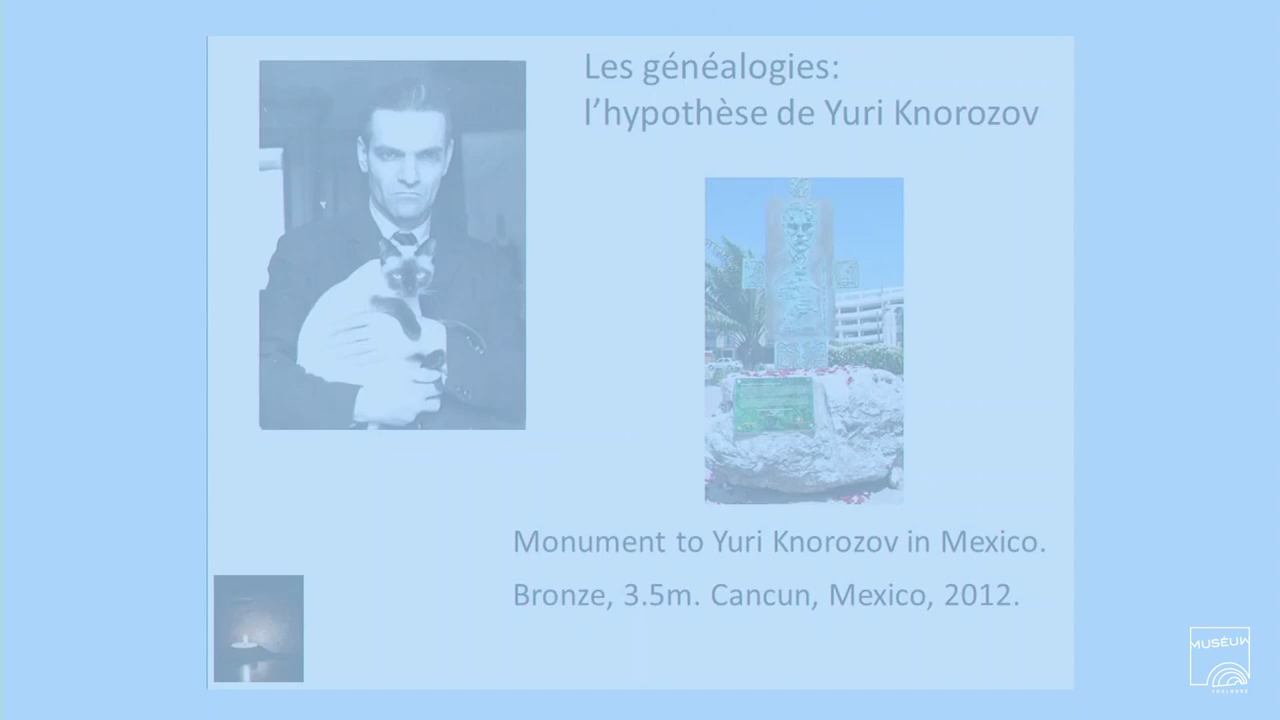 Les généalogies:
l’hypothèse de Yuri Knorozov
Monument to Yuri Knorozov in Mexico.
Bronze, 3.5m. Cancun, Mexico, 2012.
MUSÉUM
TOULOUSE